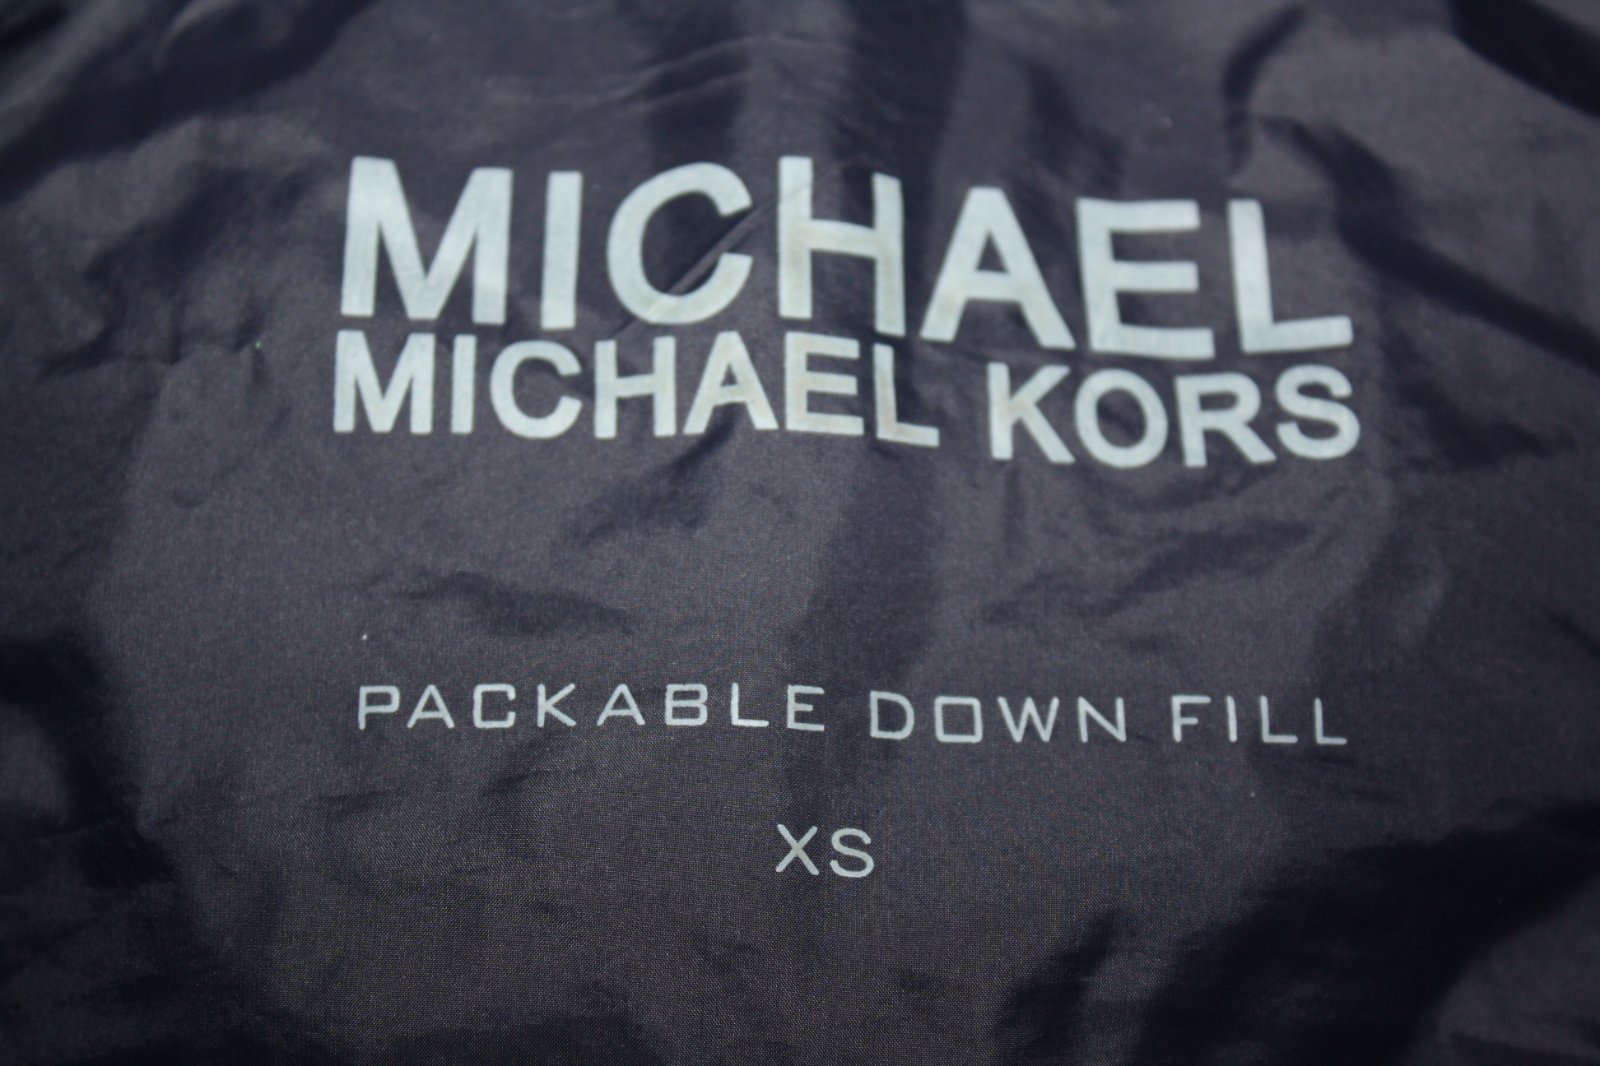 MICHAEL
MICHAEL KORS
PACKABLE DOWN FILL
XS